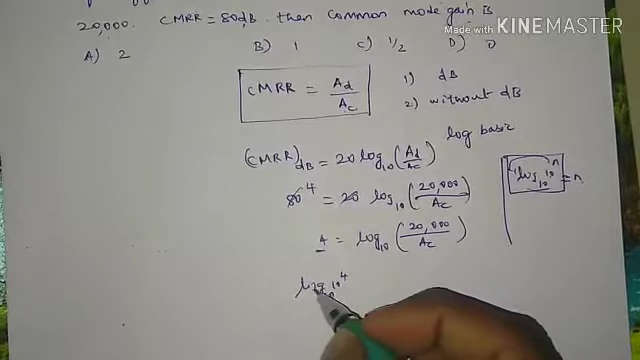 Made with KINEMASTER
20,000. CMRR = 80dB. then common mode gain is
A) 2 B) 1 C) 1/2 D) 0
CMRR = Ad/Ac
1) dB
2) without dB
log basic
(CMRR)dB = 20 log10 (Ad/Ac)
80 4 = 20 log10 (20,000/Ac)
log10 10^n = n
4 = log10 (20,000/Ac)
log10 10^4